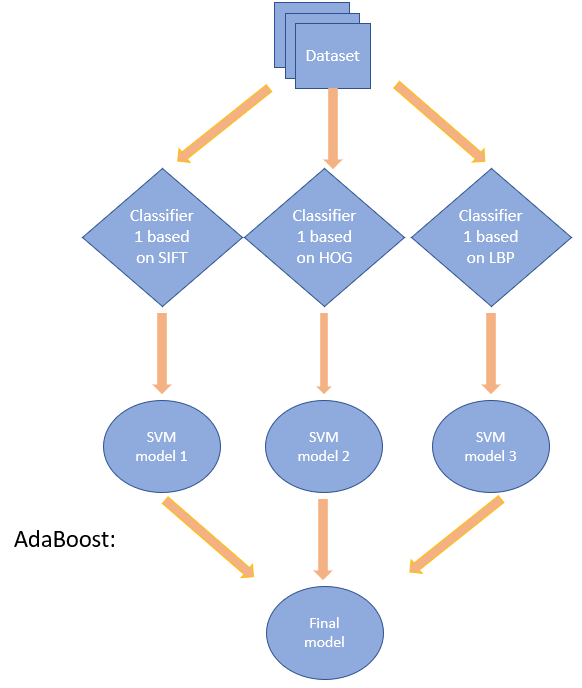 Dataset
Classifier
1 based
on SIFT
Classifier
1 based
on HOG
Classifier
1 based
on LBP
SVM
model 1
SVM
model 2
SVM
model 3
AdaBoost:
Final
model